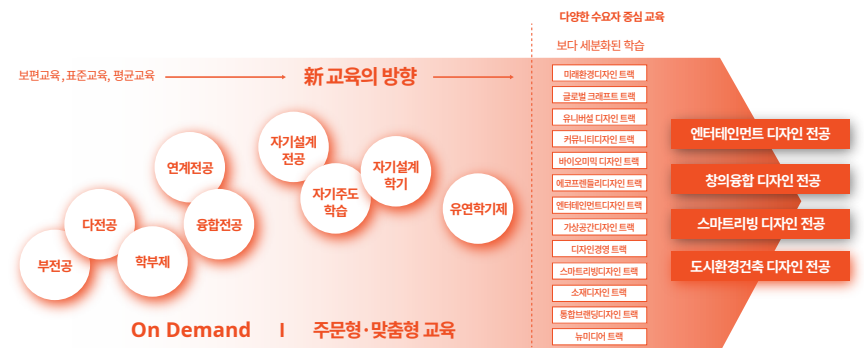 다양한 수요자 중심 교육
보다 세분화된 학습
보편교육, 표준교육, 평균교육
新 교육의 방향
부전공
다전공
학부제
연계전공
융합전공
자기설계
전공
자기주도
학습
자기설계
학기
유연학기제
On Demand I 주문형·맞춤형 교육
미래환경디자인 트랙
글로벌 크래프트 트랙
유니버설 디자인 트랙
커뮤니티디자인 트랙
바이오미믹 디자인 트랙
에코프렌들리디자인 트랙
엔터테인먼트디자인 트랙
가상공간디자인 트랙
디자인경영 트랙
스마트리빙디자인 트랙
소재디자인 트랙
통합브랜딩디자인 트랙
뉴미디어 트랙
엔터테인먼트 디자인 전공
창의융합 디자인 전공
스마트리빙 디자인 전공
도시환경건축 디자인 전공